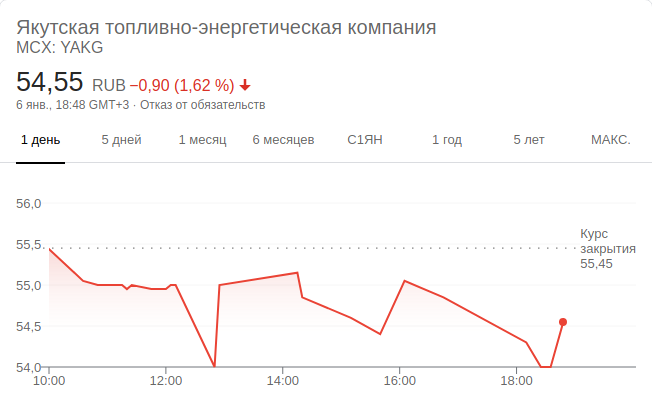 Якутская топливно-энергетическая компания
MCX: YAKG
54,55 RUB −0,90 (1,62 %)
6 янв., 18:48 GMT+3 · Отказ от обязательств
1 день 5 дней 1 месяц 6 месяцев С1ЯН 1 год 5 лет МАКС.
56,0
55,5
55,0
54,5
54,0
Курс
закрытия
55,45
10:00 12:00 14:00 16:00 18:00